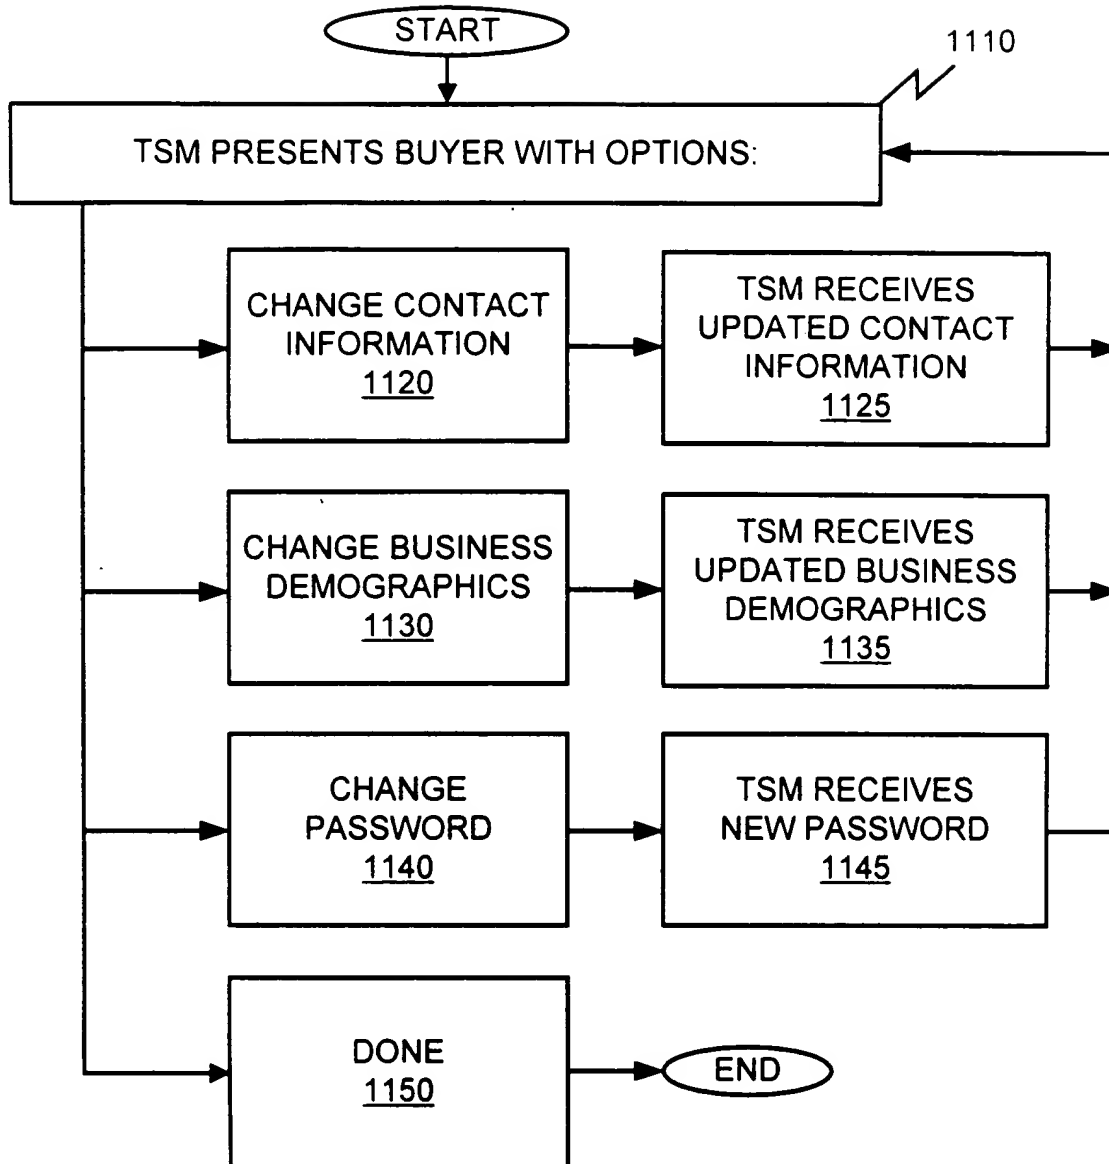 START
1110
TSM PRESENTS BUYER WITH OPTIONS:
CHANGE CONTACT
INFORMATION
1120
TSM RECEIVES
UPDATED CONTACT
INFORMATION
1125
CHANGE BUSINESS
DEMOGRAPHICS
1130
TSM RECEIVES
UPDATED BUSINESS
DEMOGRAPHICS
1135
CHANGE
PASSWORD
1140
TSM RECEIVES
NEW PASSWORD
1145
DONE
1150
END